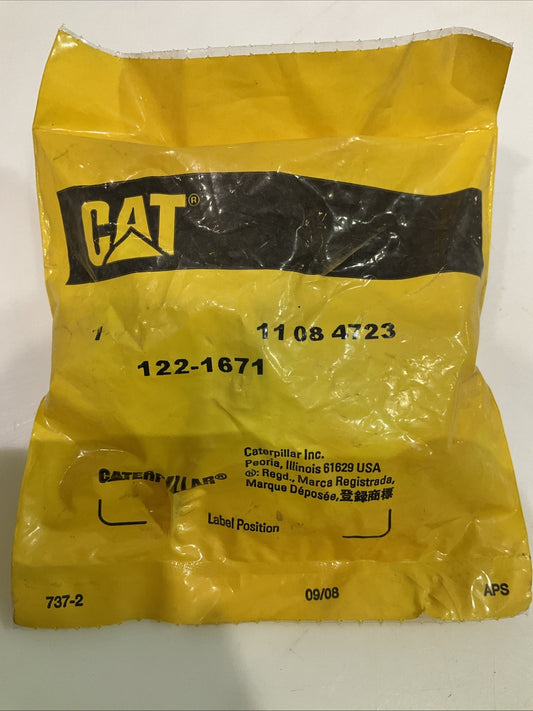 CAT®
1 11 08 4723
122-1671
CATERPILLAR®
Caterpillar Inc.
Peoria, Illinois 61629 USA
®: Regd., Marca Registrada,
Marque Déposée, 登録商標
Label Position
737-2 09/08 APS